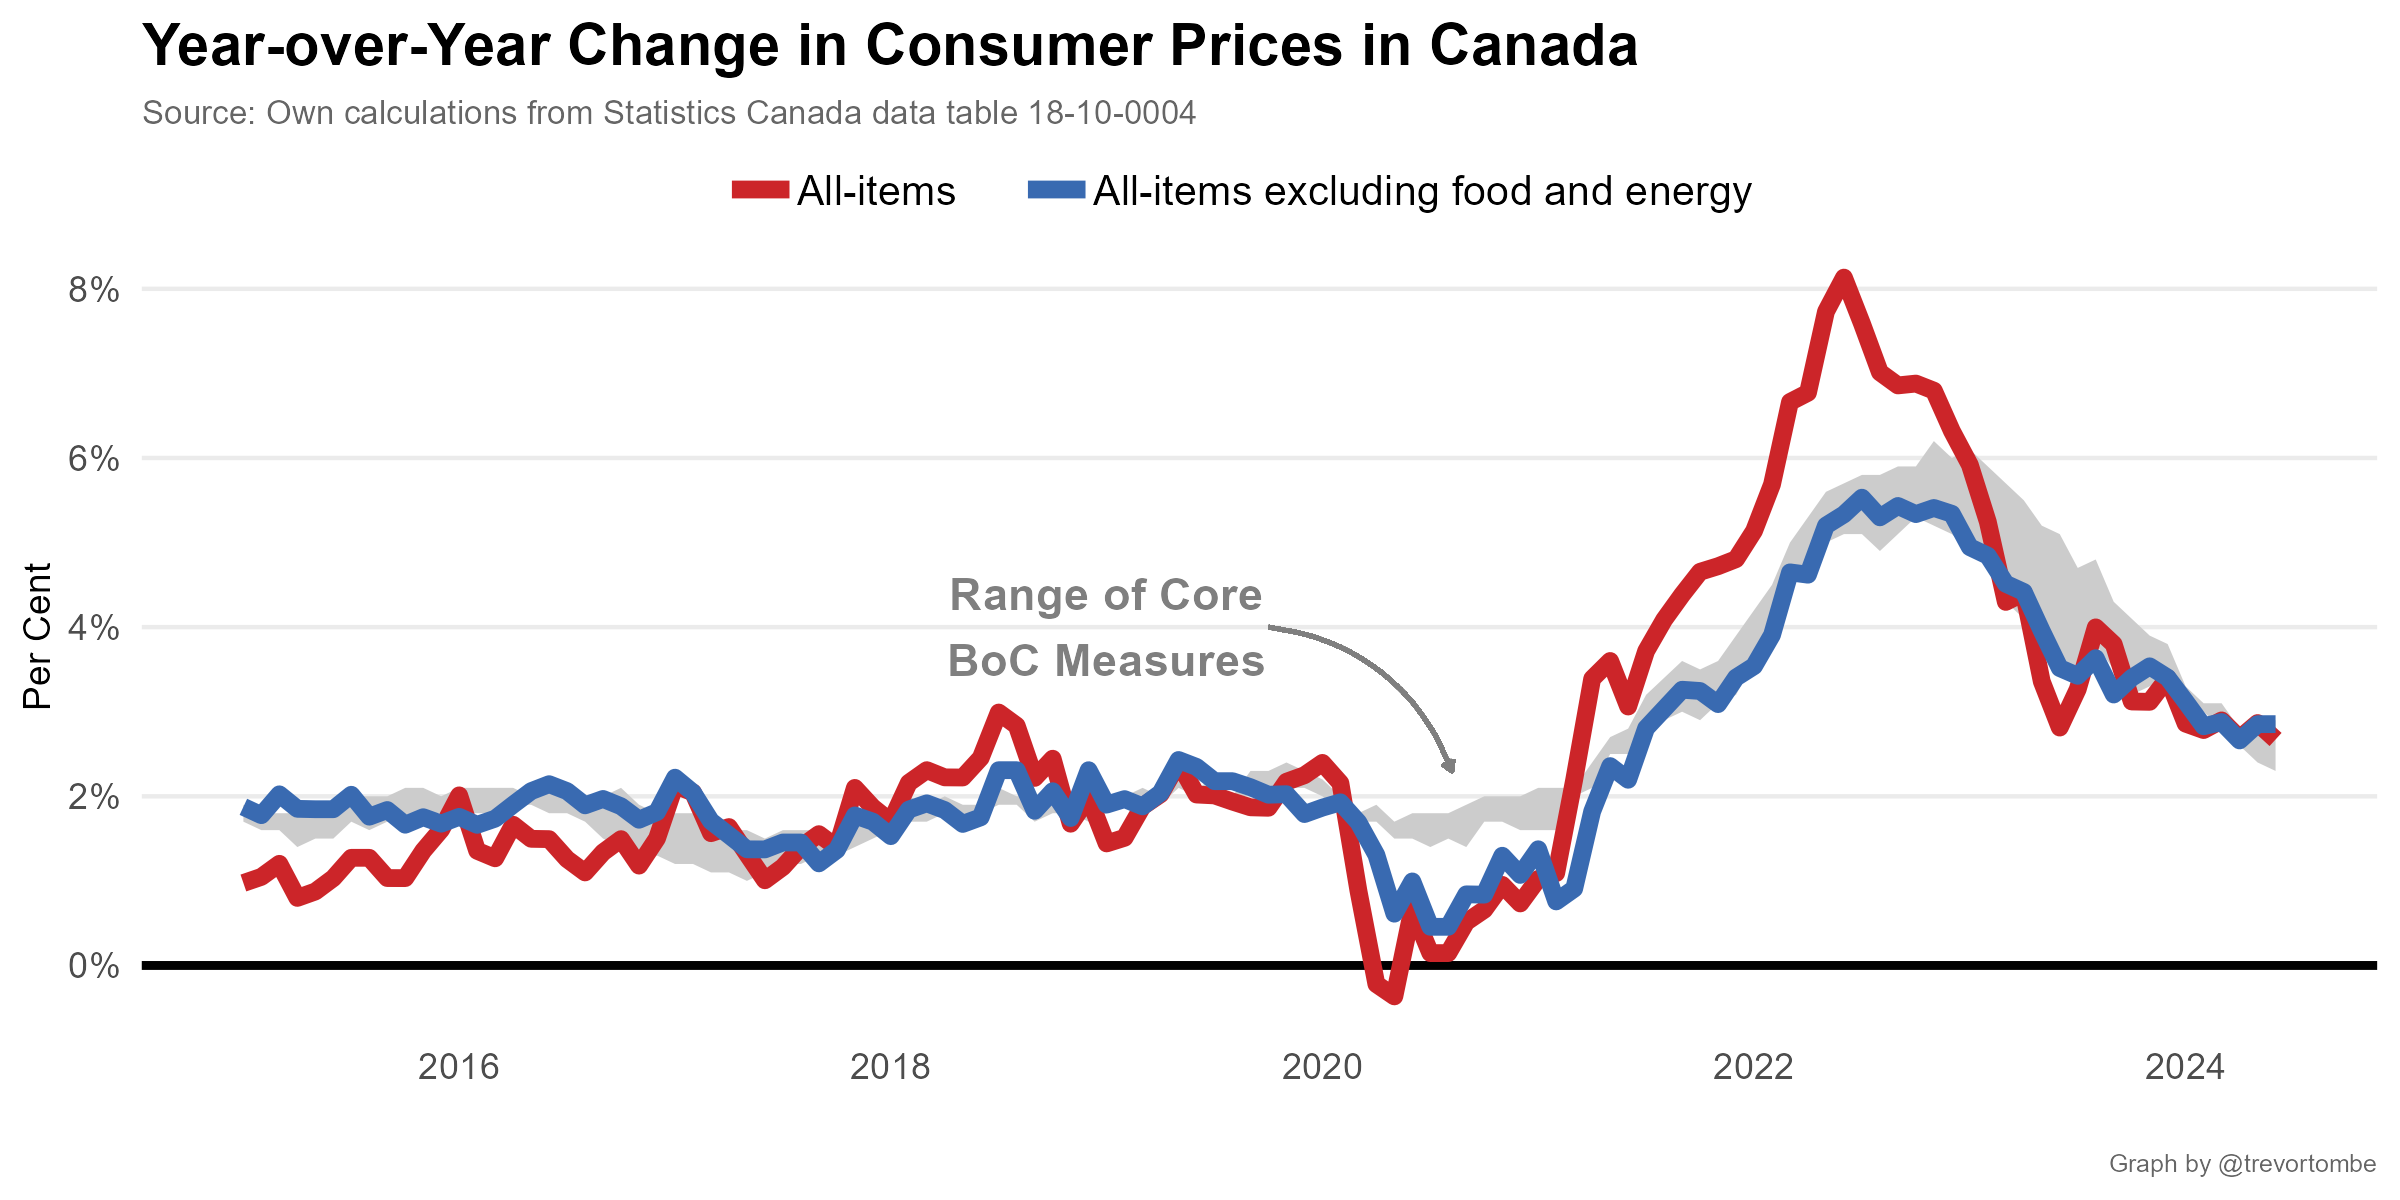 Year-over-Year Change in Consumer Prices in Canada
Source: Own calculations from Statistics Canada data table 18-10-0004
All-items
All-items excluding food and energy
8%
6%
4%
2%
0%
Per Cent
Range of Core
BoC Measures
2016
2018
2020
2022
2024
Graph by @trevortombe